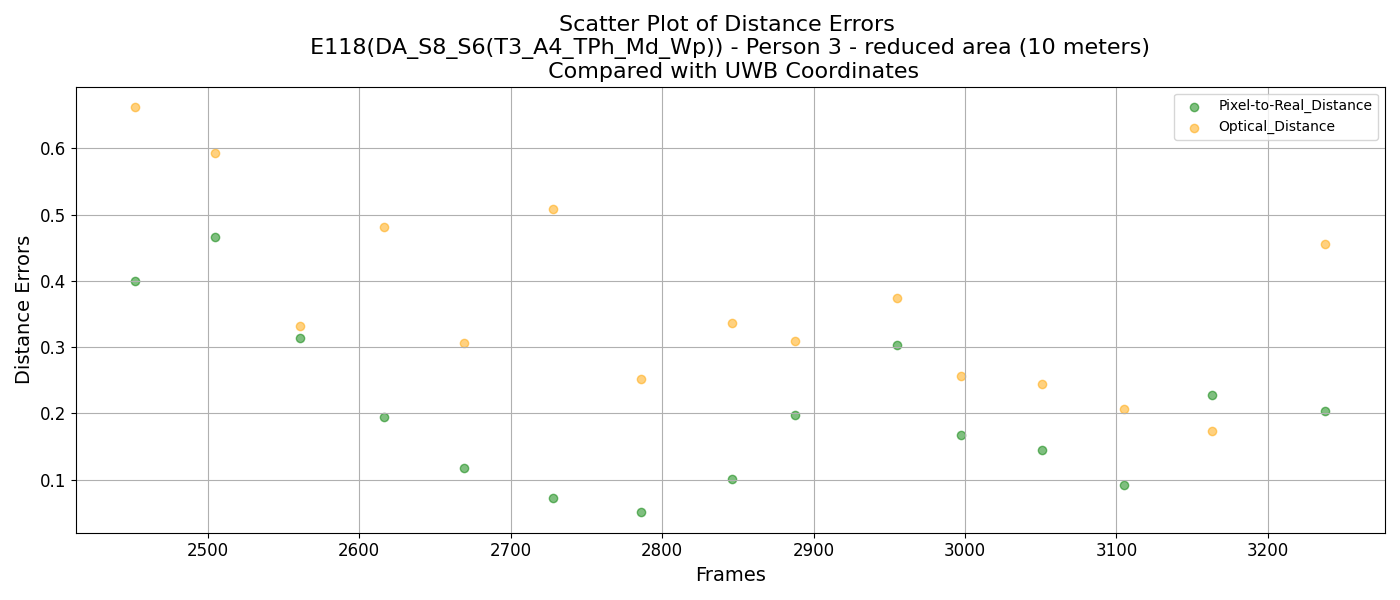 Scatter Plot of Distance Errors
E118(DA_S8_S6(T3_A4_TPh_Md_Wp)) - Person 3 - reduced area (10 meters)
Compared with UWB Coordinates
Pixel-to-Real_Distance
Optical_Distance
Distance Errors
0.6
0.5
0.4
0.3
0.2
0.1
2500 2600 2700 2800 2900 3000 3100 3200
Frames